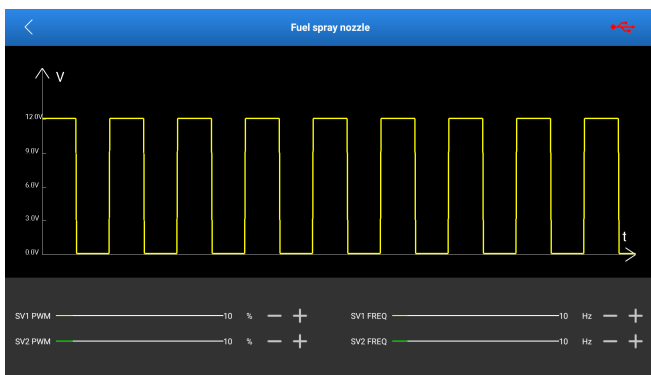 Fuel spray nozzle
V
12.0V
9.0V
6.0V
3.0V
0.0V
t
SV1 PWM 10 % SV1 FREQ 10 Hz
SV2 PWM 10 % SV2 FREQ 10 Hz